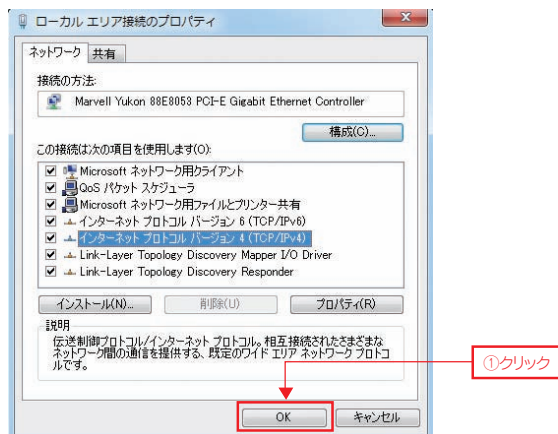 ローカル エリア接続のプロパティ
ネットワーク 共有
接続の方法:
Marvell Yukon 88E8053 PCI-E Gigabit Ethernet Controller
構成(C)...
この接続は次の項目を使用します(O):
Microsoft ネットワーク用クライアント
QoS パケット スケジューラ
Microsoft ネットワーク用ファイルとプリンター共有
インターネット プロトコル バージョン 6 (TCP/IPv6)
インターネット プロトコル バージョン 4 (TCP/IPv4)
Link-Layer Topology Discovery Mapper I/O Driver
Link-Layer Topology Discovery Responder
インストール(N)... 削除(U) プロパティ(R)
説明
伝送制御プロトコル/インターネット プロトコル。相互接続されたさまざまな
ネットワーク間の通信を提供する、既定のワイド エリア ネットワーク プロトコ
ルです。
①クリック
OK キャンセル